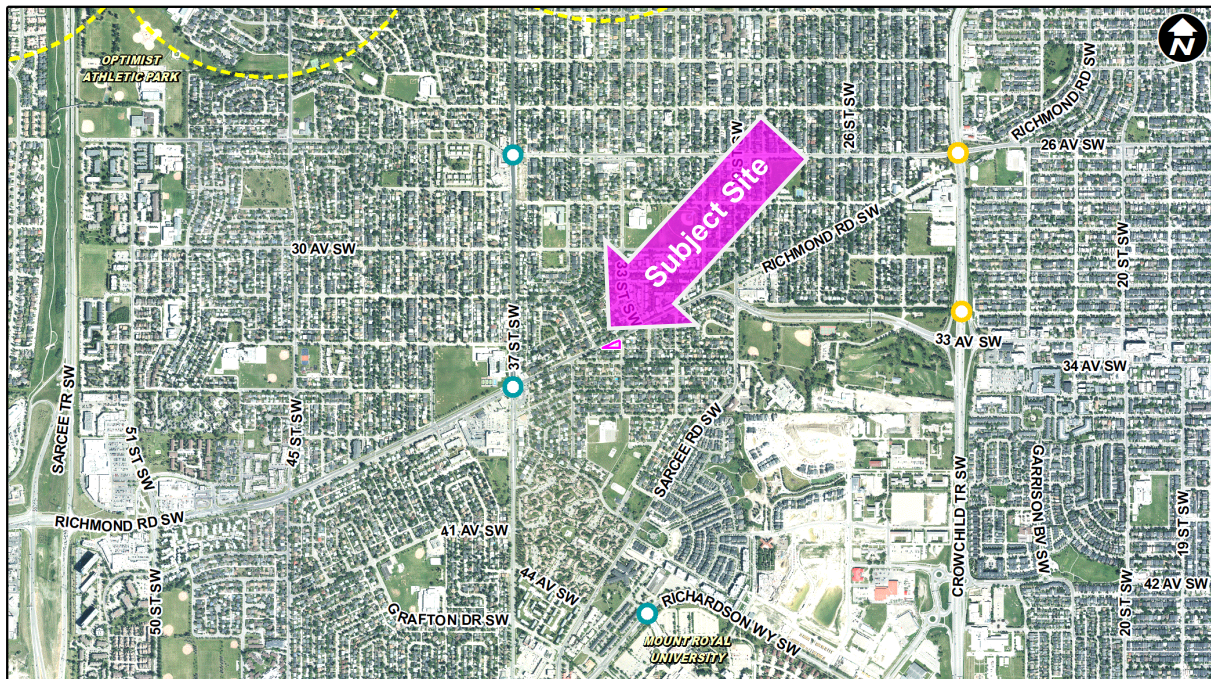 N
OPTIMIST
ATHLETIC PARK
RICHMOND RD SW
26 ST SW
ST SW
26 AV SW
Subject Site
30 AV SW
RICHMOND RD SW
20 ST SW
33 ST SW
37 ST SW
33 AV SW
34 AV SW
SARCEE TR SW
45 ST SW
51 ST SW
SARCEE RD SW
CROWCHILD TR SW
GARRISON BV SW
19 ST SW
RICHMOND RD SW
41 AV SW
44 AV SW
42 AV SW
50 ST SW
GRAFTON DR SW
RICHARDSON WY SW
20 ST SW
MOUNT ROYAL
UNIVERSITY